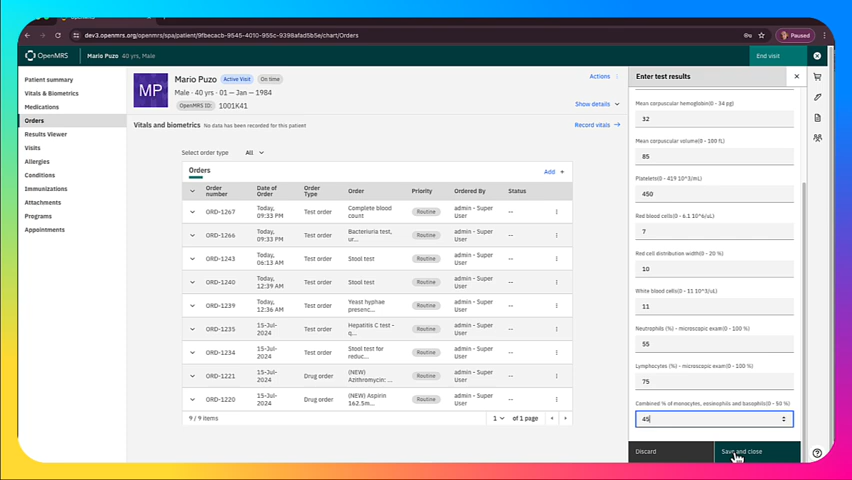 dev3.openmrs.org/openmrs/spa/patient/9fbecacb-9545-4010-955c-9398afad5b5e/chart/Orders
Paused
OpenMRS
Mario Puzo 40 yrs, Male
End visit
Patient summary
Vitals & Biometrics
Medications
Orders
Results Viewer
Visits
Allergies
Conditions
Immunizations
Attachments
Programs
Appointments
MP
Mario Puzo Active Visit On time
Male · 40 yrs · 01 — Jan — 1984
OpenMRS ID: 1001K41
Actions
Show details
Vitals and biometrics No data has been recorded for this patient
Record vitals
Select order type All
Orders
Add +
Order number Date of Order Order Type Order Priority Ordered By Status
ORD-1267 Today, 09:33 PM Test order Complete blood count Routine admin - Super User --
ORD-1266 Today, 09:33 PM Test order Bacteriuria test, ur... Routine admin - Super User --
ORD-1243 Today, 06:13 AM Test order Stool test Routine admin - Super User --
ORD-1240 Today, 12:39 AM Test order Stool test Routine admin - Super User --
ORD-1239 Today, 12:36 AM Test order Yeast hyphae presenc... Routine admin - Super User --
ORD-1235 15-Jul-2024 Test order Hepatitis C test - q... Routine admin - Super User --
ORD-1234 15-Jul-2024 Test order Stool test for reduc... Routine admin - Super User --
ORD-1221 15-Jul-2024 Drug order (NEW) Azithromycin: ... Routine admin - Super User --
ORD-1220 15-Jul-2024 Drug order (NEW) Aspirin 162.5m... Routine admin - Super User --
9 / 9 items
1 of 1 page
Enter test results
Mean corpuscular hemoglobin(0 - 34 pg)
32
Mean corpuscular volume(0 - 100 fL)
85
Platelets(0 - 419 10^3/mL)
450
Red blood cells(0 - 6.1 10^6/uL)
7
Red cell distribution width(0 - 20 %)
10
White blood cells(0 - 11 10^3/uL)
11
Neutrophils (%) - microscopic exam(0 - 100 %)
55
Lymphocytes (%) - microscopic exam(0 - 100 %)
75
Combined % of monocytes, eosinophils and basophils(0 - 50 %)
45
Discard
Save and close